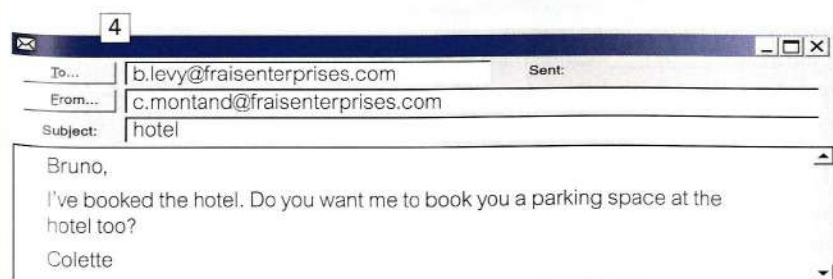 4
To... b.levy@fraisenterprises.com Sent:
From... c.montand@fraisenterprises.com
Subject: hotel
Bruno,
I've booked the hotel. Do you want me to book you a parking space at the
hotel too?
Colette